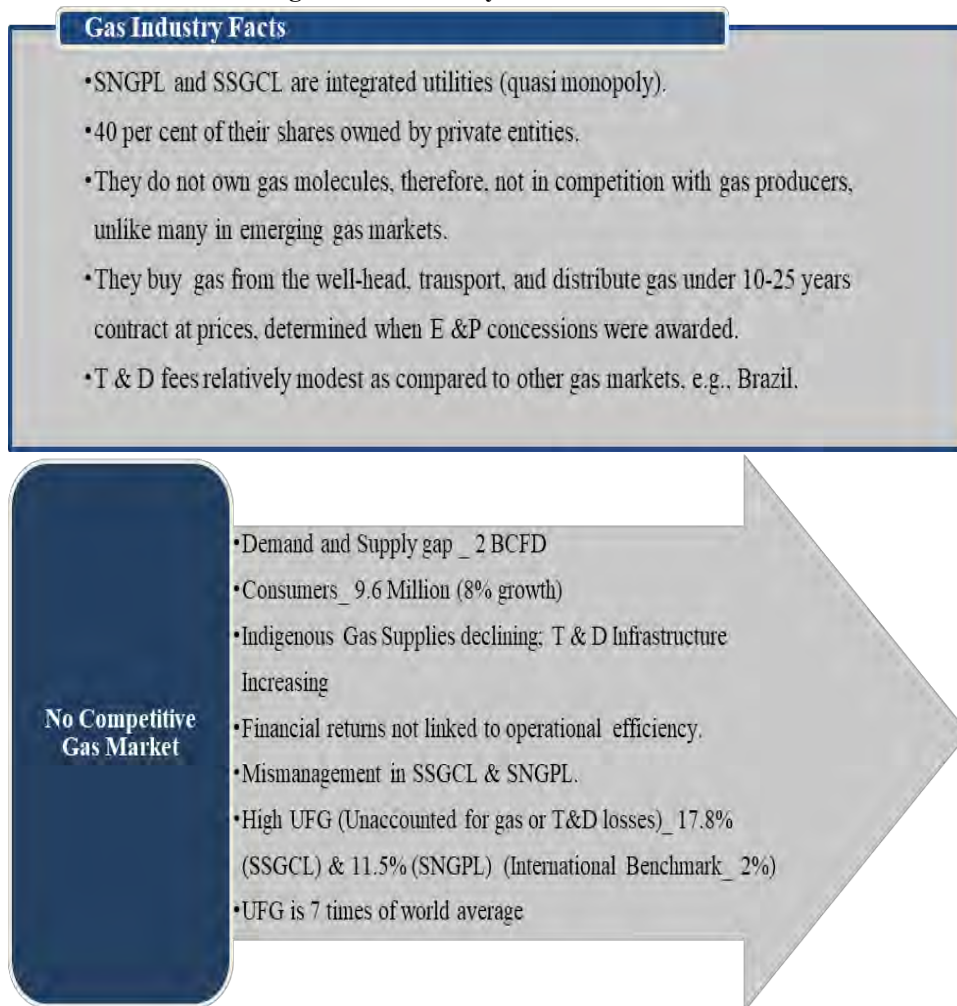 Gas Industry Facts
•SNGPL and SSGCL are integrated utilities (quasi monopoly).
•40 per cent of their shares owned by private entities.
•They do not own gas molecules, therefore, not in competition with gas producers,
unlike many in emerging gas markets.
•They buy gas from the well-head, transport, and distribute gas under 10-25 years
contract at prices, determined when E &P concessions were awarded.
•T & D fees relatively modest as compared to other gas markets, e.g., Brazil.
No Competitive
Gas Market
•Demand and Supply gap _ 2 BCFD
•Consumers_ 9.6 Million (8% growth)
•Indigenous Gas Supplies declining; T & D Infrastructure
Increasing
•Financial returns not linked to operational efficiency.
•Mismanagement in SSGCL & SNGPL.
•High UFG (Unaccounted for gas or T&D losses)_ 17.8%
(SSGCL) & 11.5% (SNGPL) (International Benchmark_ 2%)
•UFG is 7 times of world average